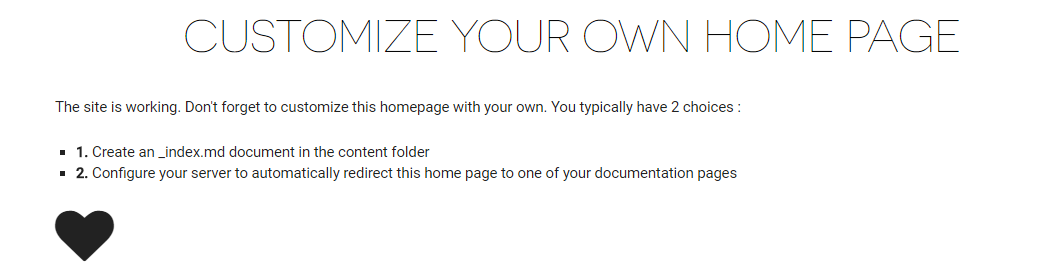 CUSTOMIZE YOUR OWN HOME PAGE
The site is working. Don't forget to customize this homepage with your own. You typically have 2 choices :
1. Create an _index.md document in the content folder
2. Configure your server to automatically redirect this home page to one of your documentation pages